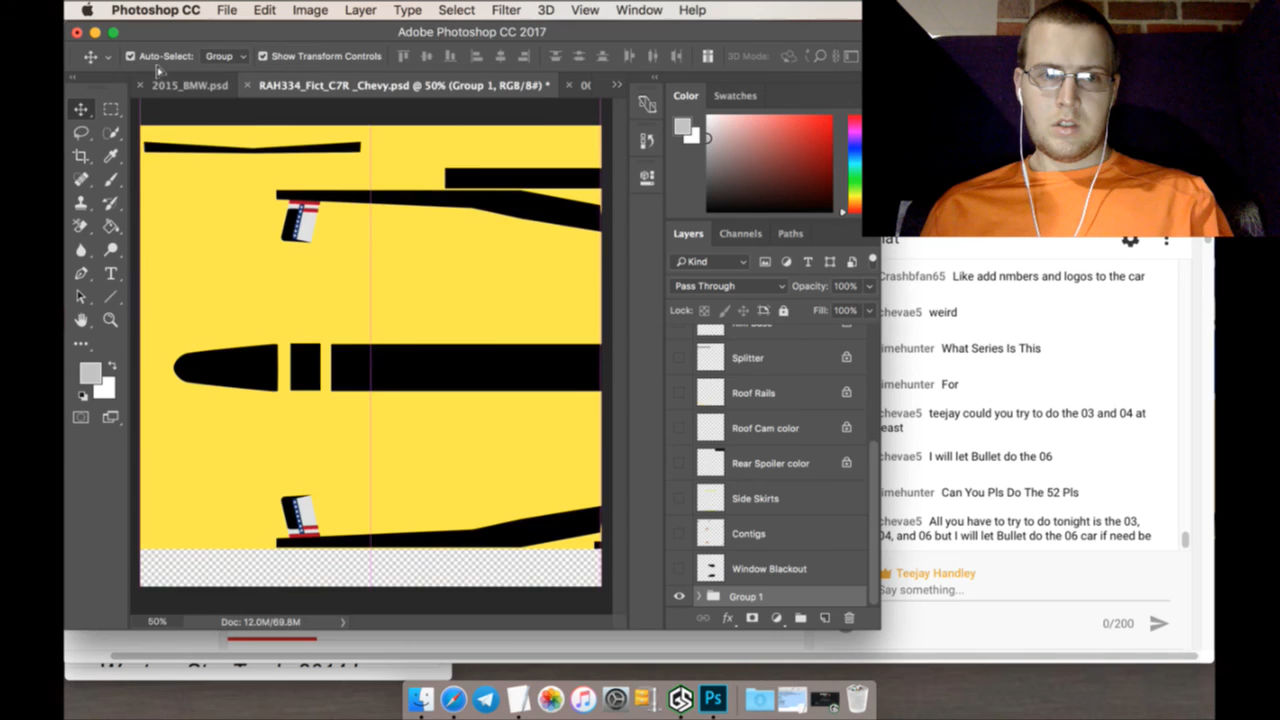 Photoshop CC File Edit Image Layer Type Select Filter 3D View Window Help
Adobe Photoshop CC 2017
Auto-Select: Group Show Transform Controls 3D Mode:
2015_BMW.psd RAH334_Fict_C7R _Chevy.psd @ 50% (Group 1, RGB/8#) *
Color Swatches
Layers Channels Paths
Kind
Pass Through Opacity: 100%
Lock: Fill: 100%
Splitter
Roof Rails
Roof Cam color
Rear Spoiler color
Side Skirts
Contigs
Window Blackout
Group 1
50% Doc: 12.0M/69.8M
Crashbfan65 Like add nmbers and logos to the car
chevae5 weird
imehunter What Series Is This
imehunter For
chevae5 teejay could you try to do the 03 and 04 at
east
chevae5 I will let Bullet do the 06
imehunter Can You Pls Do The 52 Pls
chevae5 All you have to try to do tonight is the 03,
04, and 06 but I will let Bullet do the 06 car if need be
Teejay Handley
Say something...
0/200
Ps